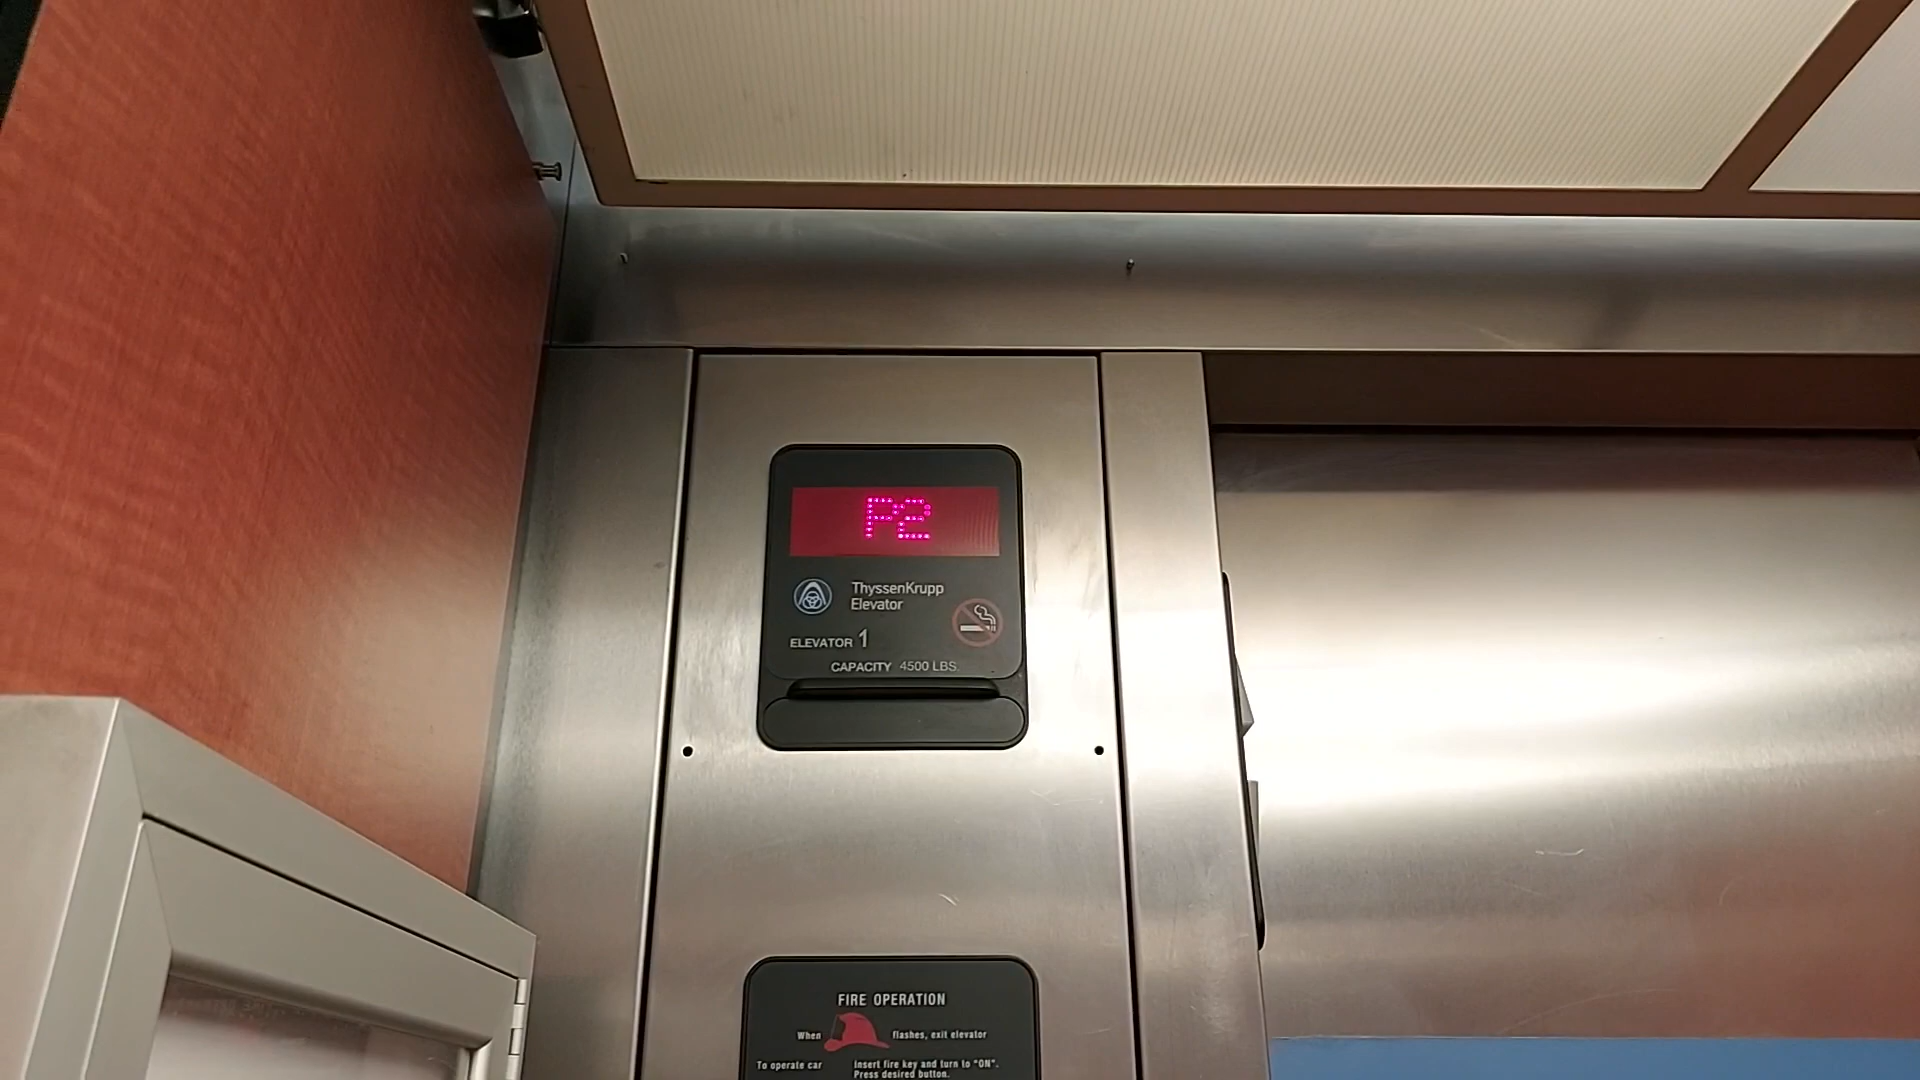 P2
ThyssenKrupp
Elevator
ELEVATOR 1
CAPACITY 4500 LBS.
FIRE OPERATION
When flashes, exit elevator
To operate car Insert fire key and turn to "ON".
Press desired button.